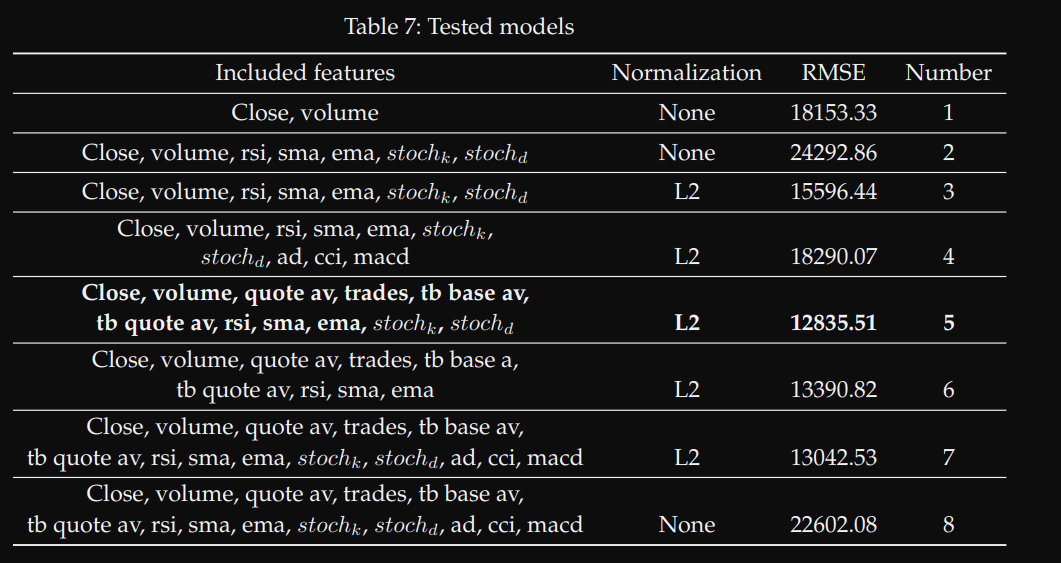 Table 7: Tested models
Included features Normalization RMSE Number
Close, volume None 18153.33 1
Close, volume, rsi, sma, ema, stoch_k, stoch_d None 24292.86 2
Close, volume, rsi, sma, ema, stoch_k, stoch_d L2 15596.44 3
Close, volume, rsi, sma, ema, stoch_k,
stoch_d, ad, cci, macd L2 18290.07 4
Close, volume, quote av, trades, tb base av,
tb quote av, rsi, sma, ema, stoch_k, stoch_d L2 12835.51 5
Close, volume, quote av, trades, tb base a,
tb quote av, rsi, sma, ema L2 13390.82 6
Close, volume, quote av, trades, tb base av,
tb quote av, rsi, sma, ema, stoch_k, stoch_d, ad, cci, macd L2 13042.53 7
Close, volume, quote av, trades, tb base av,
tb quote av, rsi, sma, ema, stoch_k, stoch_d, ad, cci, macd None 22602.08 8